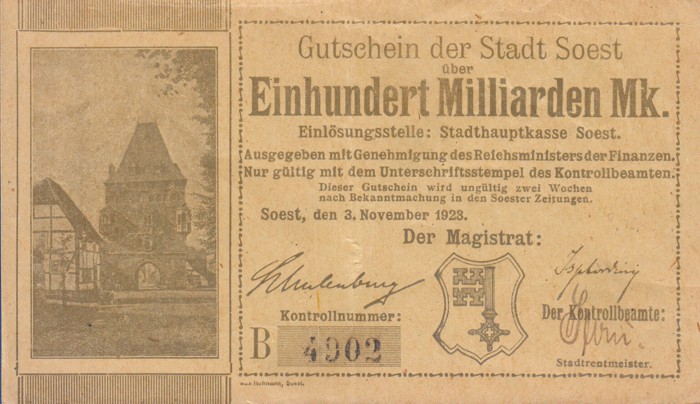 Gutschein der Stadt Soest
über
Einhundert Milliarden Mk.
Einlösungsstelle: Stadthauptkasse Soest.
Ausgegeben mit Genehmigung des Reichsministers der Finanzen.
Nur gültig mit dem Unterschriftsstempel des Kontrollbeamten.
Dieser Gutschein wird ungültig zwei Wochen
nach Bekanntmachung in den Soester Zeitungen.
Soest, den 3. November 1923.
Der Magistrat:
Kontrollnummer:
B 4902
Der Kontrollbeamte:
Stadtrentmeister.
Soest.